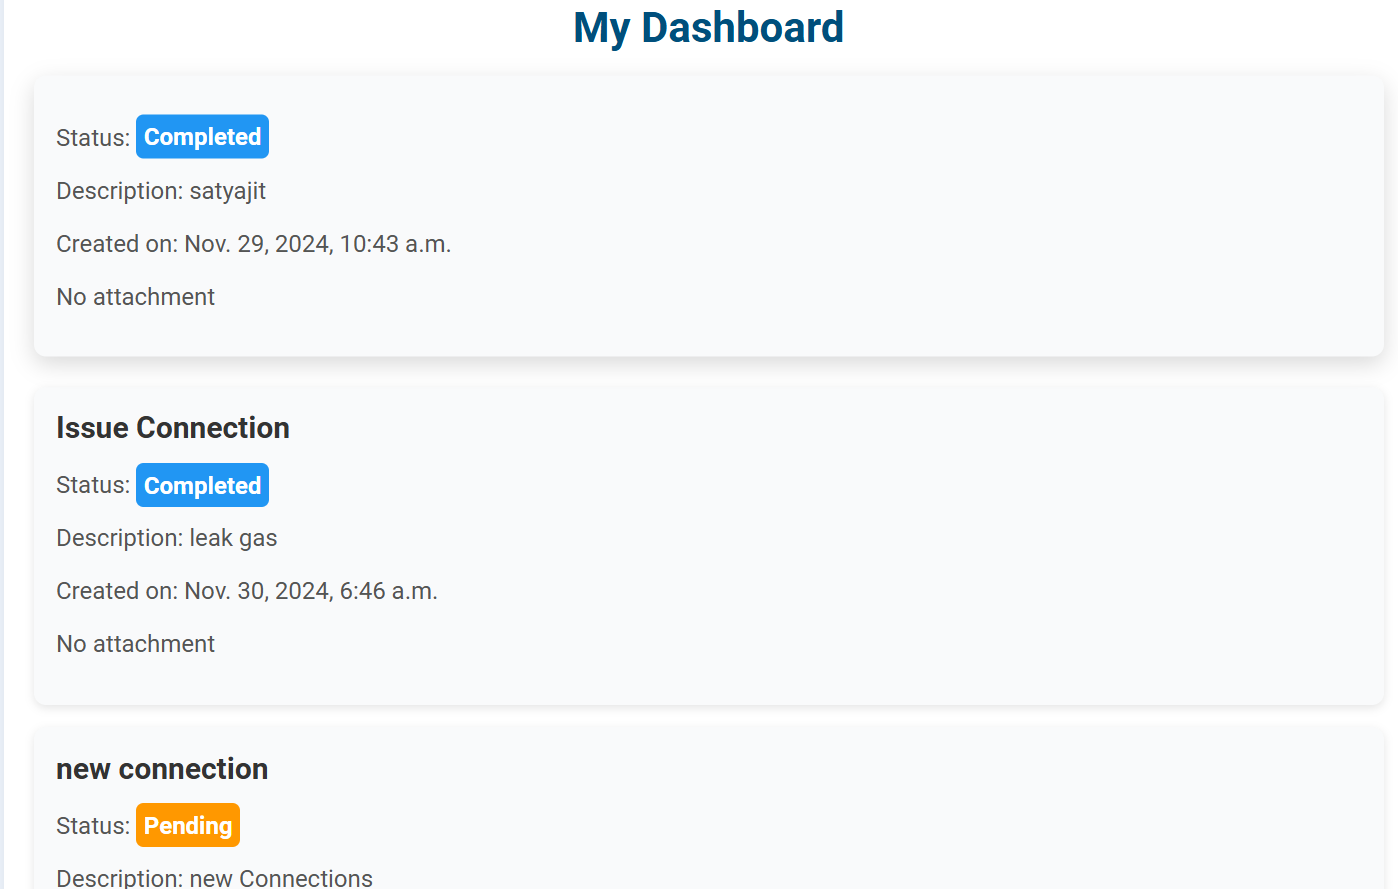 My Dashboard
Status: Completed
Description: satyajit
Created on: Nov. 29, 2024, 10:43 a.m.
No attachment
Issue Connection
Status: Completed
Description: leak gas
Created on: Nov. 30, 2024, 6:46 a.m.
No attachment
new connection
Status: Pending
Description: new Connections